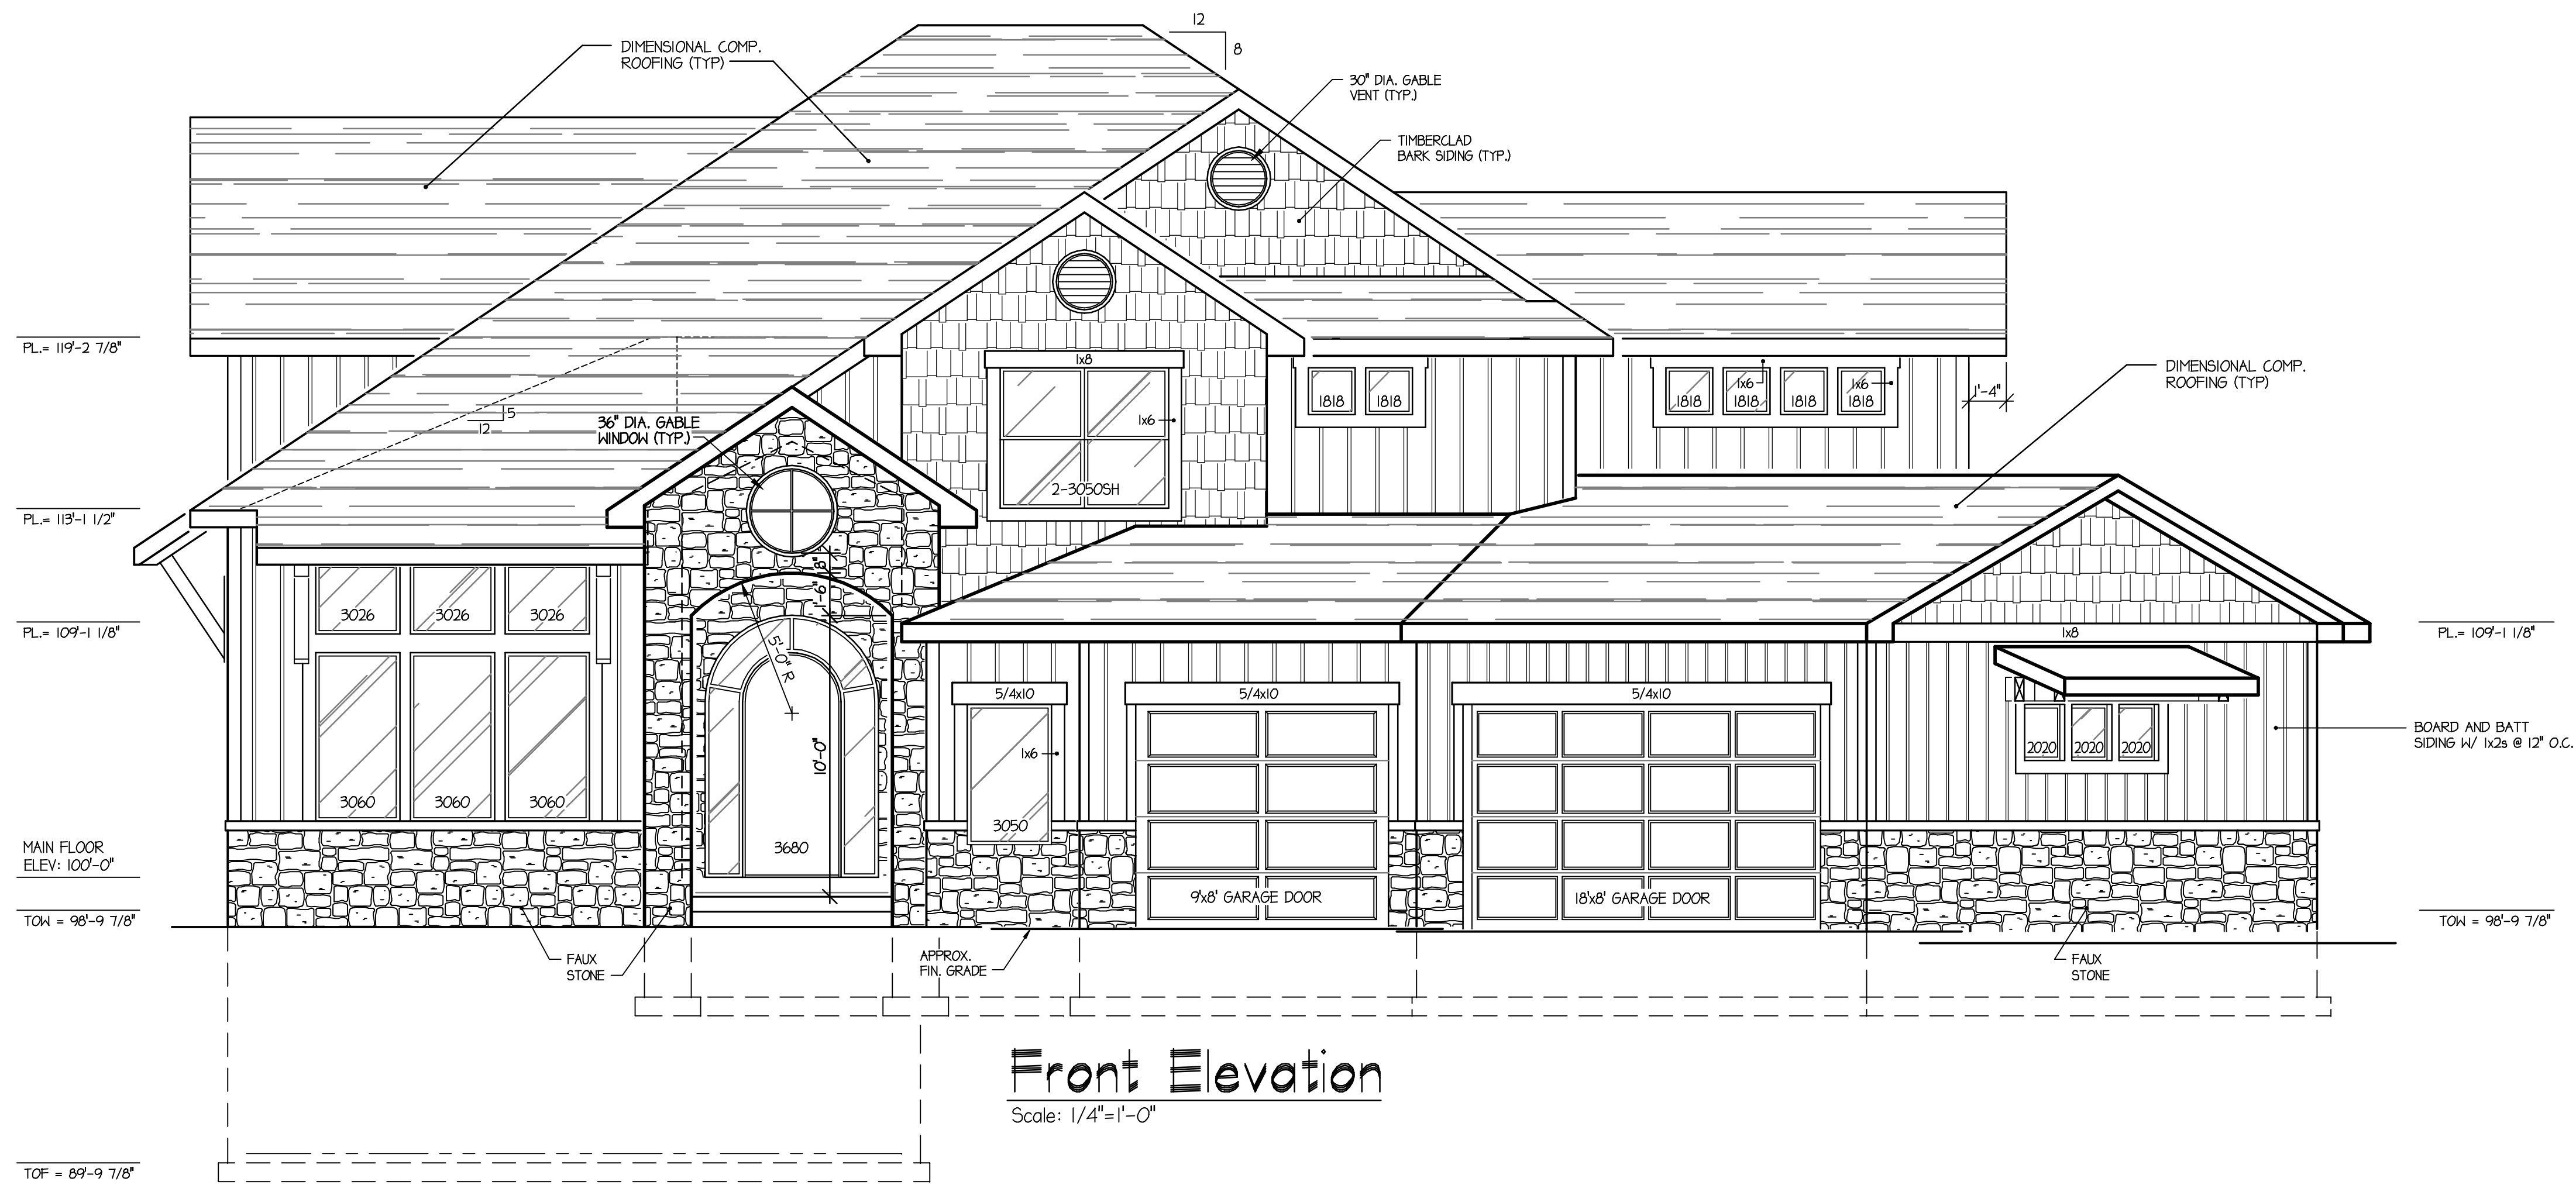 12
8
DIMENSIONAL COMP.
ROOFING (TYP)
30" DIA. GABLE
VENT (TYP.)
TIMBERCLAD
BARK SIDING (TYP.)
PL.= 119'-2 7/8"
1x8
1x6
2-3050SH
1818
1818
1818
1818
1818
1818
1x6
1x6
1'-4"
DIMENSIONAL COMP.
ROOFING (TYP)
5
12
36" DIA. GABLE
WINDOW (TYP.)
PL.= 113'-1 1/2"
PL.= 109'-1 1/8"
PL.= 109'-1 1/8"
3026
3026
3026
8"
1'-6"
5'-0" R
10'-0"
1x8
5/4x10
5/4x10
5/4x10
1x6
2020
2020
2020
BOARD AND BATT
SIDING W/ 1x2s @ 12" O.C.
3060
3060
3060
3050
3680
MAIN FLOOR
ELEV: 100'-0"
9'x8' GARAGE DOOR
18'x8' GARAGE DOOR
TOW = 98'-9 7/8"
TOW = 98'-9 7/8"
FAUX
STONE
APPROX.
FIN. GRADE
FAUX
STONE
Front Elevation
Scale: 1/4"=1'-0"
TOF = 89'-9 7/8"